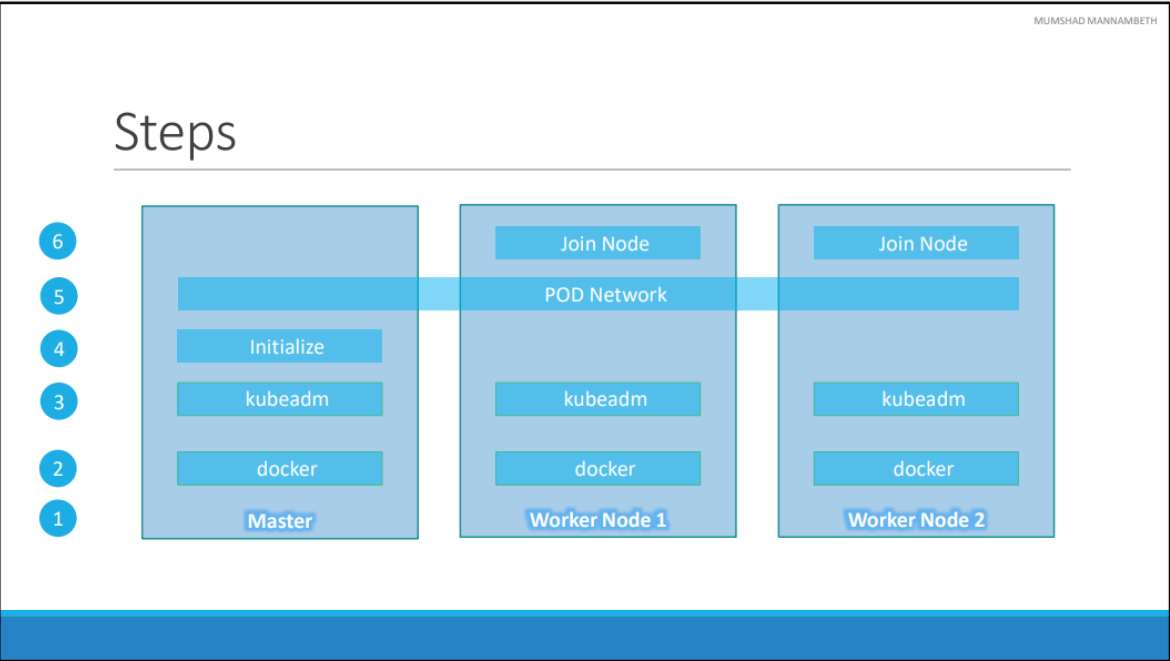 MUMSHAD MANNAMBETH
Steps
6 Join Node Join Node
5 POD Network
4 Initialize
3 kubeadm kubeadm kubeadm
2 docker docker docker
1 Master Worker Node 1 Worker Node 2